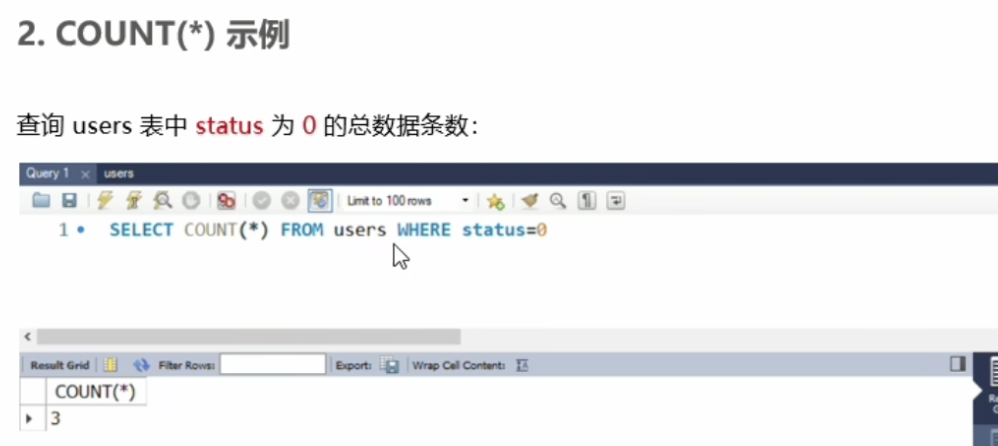 2. COUNT(*) 示例
查询 users 表中 status 为 0 的总数据条数：
Query 1 users
Limit to 100 rows
1 SELECT COUNT(*) FROM users WHERE status=0
Result Grid Filter Rows: Export: Wrap Cell Content:
COUNT(*)
3